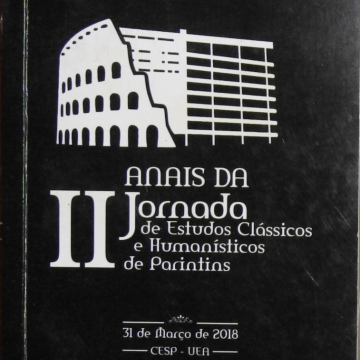 ANAIS DA
II Jornada
de Estudos Clássicos
e Humanísticos
de Parintins
31 de Março de 2018
CESP - UEA